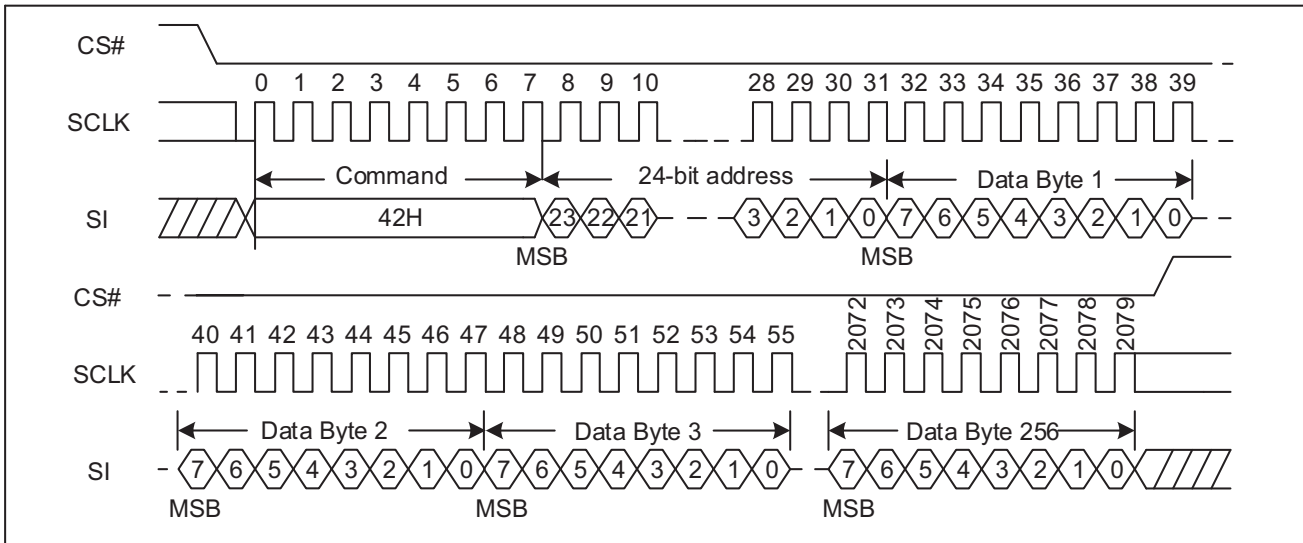 CS#
0 1 2 3 4 5 6 7 8 9 10 28 29 30 31 32 33 34 35 36 37 38 39
SCLK
Command 24-bit address Data Byte 1
SI 42H 23 22 21 3 2 1 0 7 6 5 4 3 2 1 0
MSB MSB
CS#
2072 2073 2074 2075 2076 2077 2078 2079
40 41 42 43 44 45 46 47 48 49 50 51 52 53 54 55
SCLK
Data Byte 2 Data Byte 3 Data Byte 256
SI 7 6 5 4 3 2 1 0 7 6 5 4 3 2 1 0 7 6 5 4 3 2 1 0
MSB MSB MSB